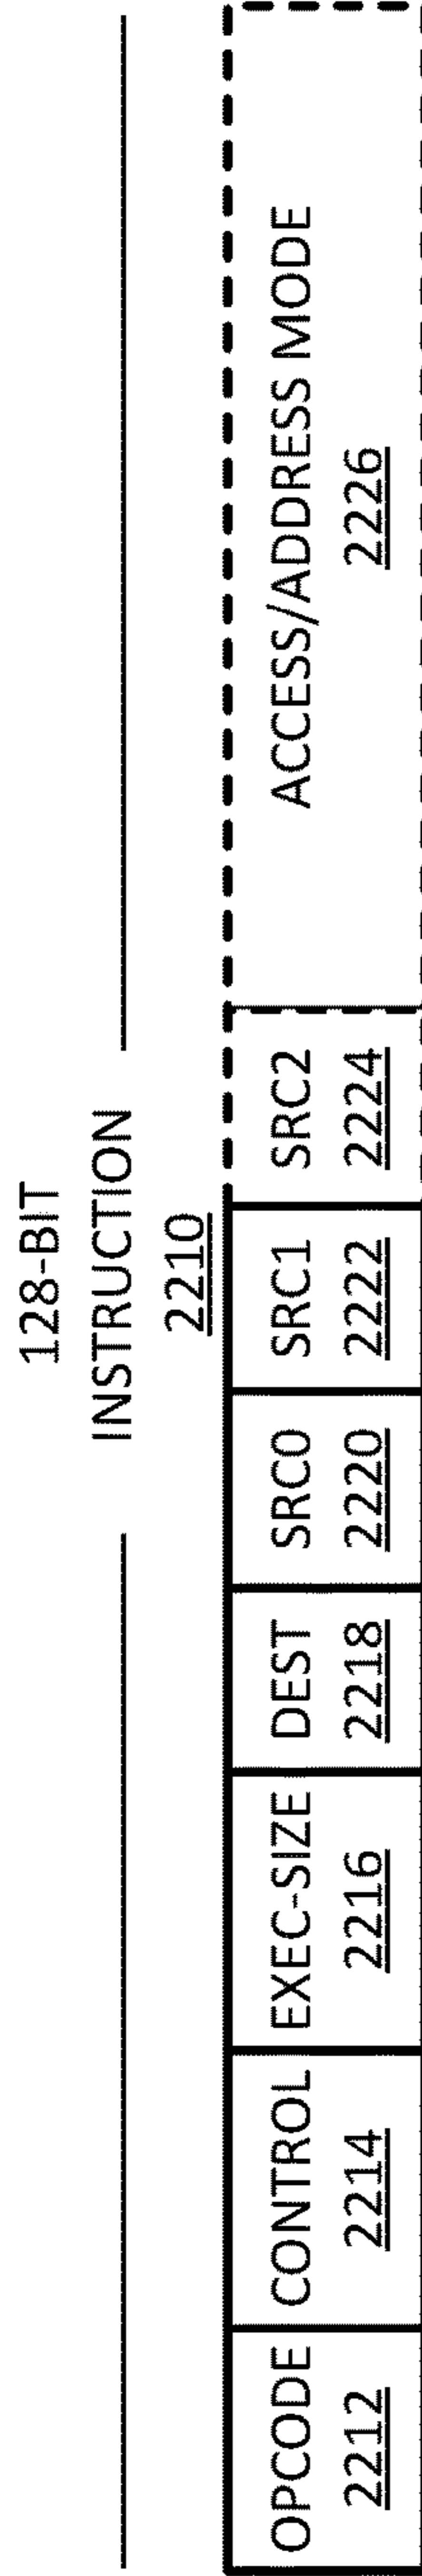 128-BIT
INSTRUCTION
2210
OPCODE
2212
CONTROL
2214
EXEC-SIZE
2216
DEST
2218
SRC0
2220
SRC1
2222
SRC2
2224
ACCESS/ADDRESS MODE
2226